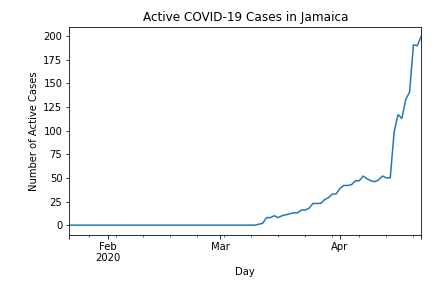 Active COVID-19 Cases in Jamaica
200
175
150
125
100
75
50
25
0
Number of Active Cases
Feb
2020
Mar
Apr
Day